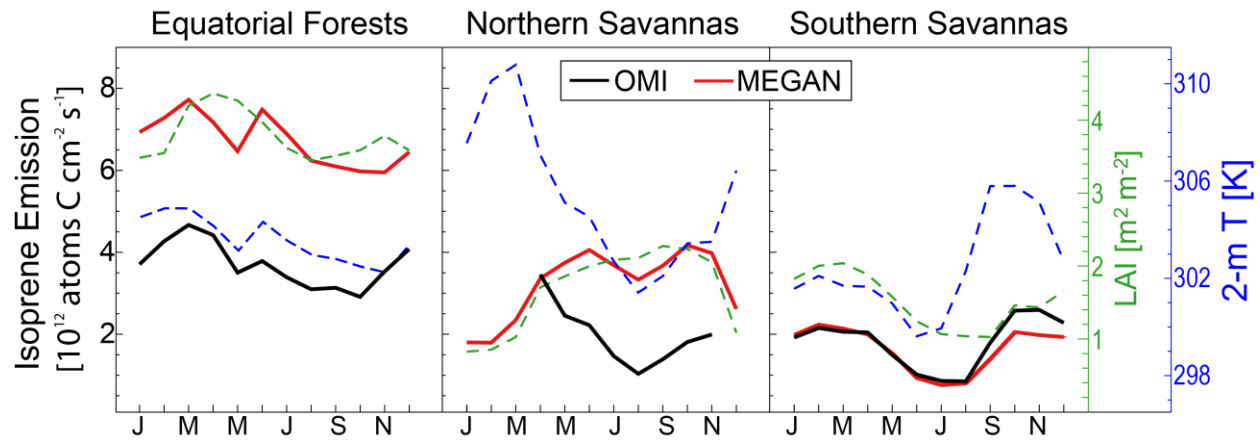 Equatorial Forests Northern Savannas Southern Savannas
OMI MEGAN
Isoprene Emission
[10¹² atoms C cm⁻² s⁻¹]
8
6
4
2
4
3
2
1
LAI [m² m⁻²]
310
306
302
298
2-m T [K]
J M M J S N J M M J S N J M M J S N